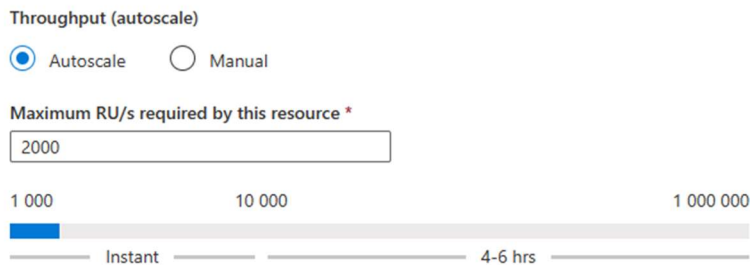 Throughput (autoscale)
Autoscale Manual
Maximum RU/s required by this resource *
2000
1 000 10 000 1 000 000
Instant 4-6 hrs